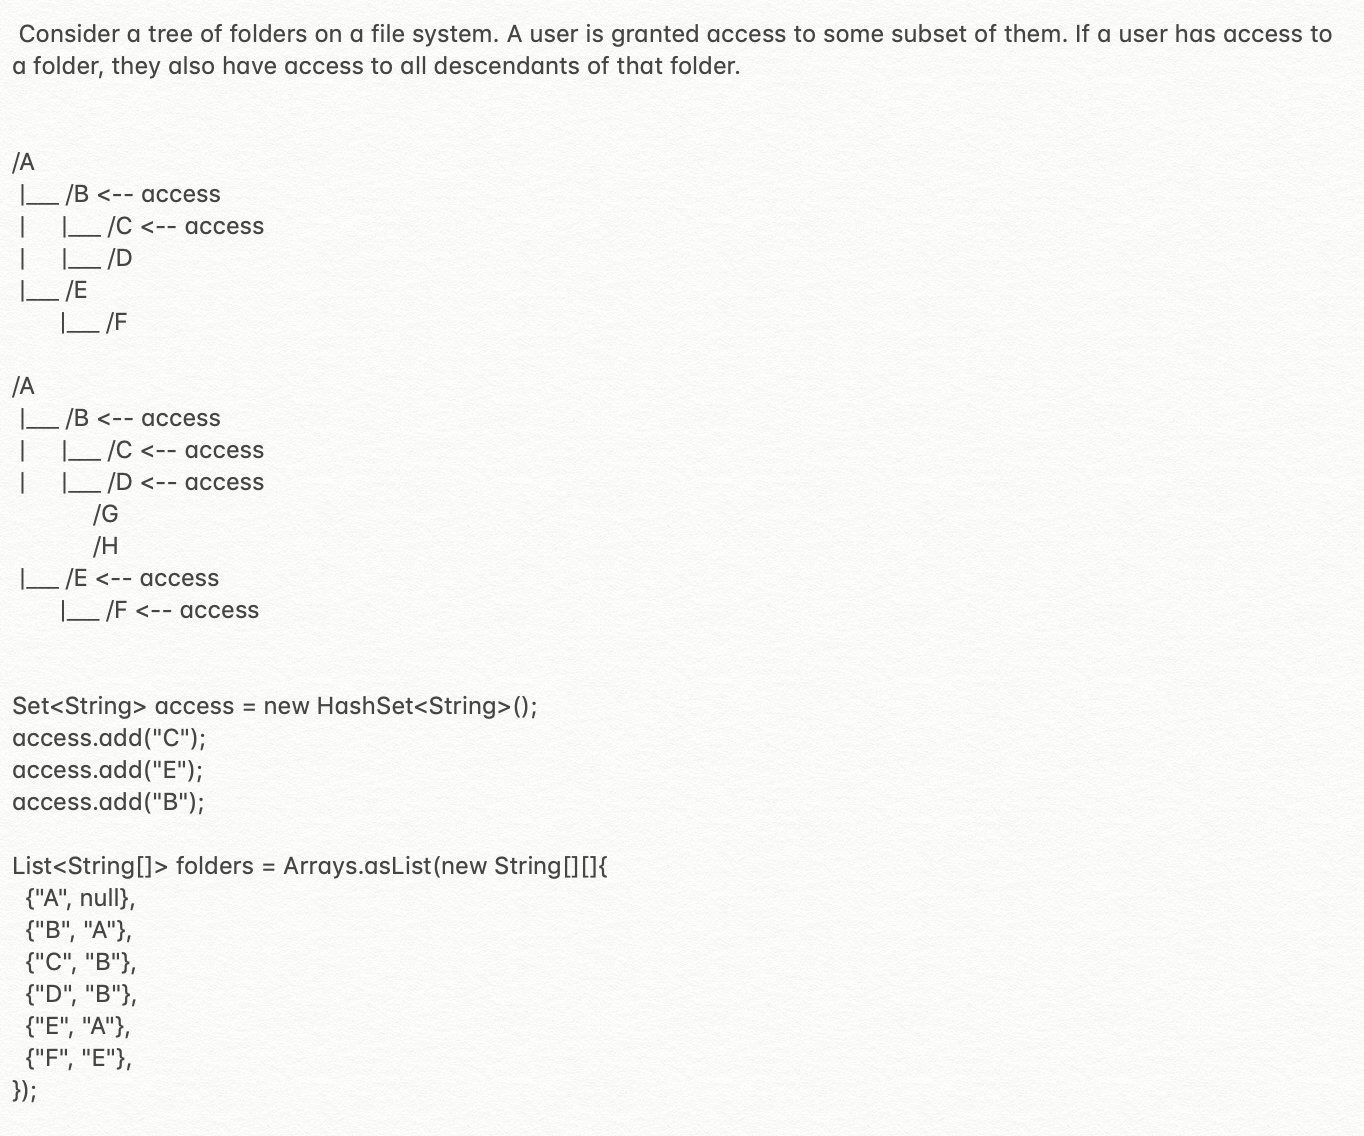 Consider a tree of folders on a file system. A user is granted access to some subset of them. If a user has access to
a folder, they also have access to all descendants of that folder.
/A
|___ /B <-- access
|     |___ /C <-- access
|     |___ /D
|___ /E
      |___ /F
/A
|___ /B <-- access
|     |___ /C <-- access
|     |___ /D <-- access
          /G
          /H
|___ /E <-- access
      |___ /F <-- access
Set<String> access = new HashSet<String>();
access.add("C");
access.add("E");
access.add("B");
List<String[]> folders = Arrays.asList(new String[][]{
  {"A", null},
  {"B", "A"},
  {"C", "B"},
  {"D", "B"},
  {"E", "A"},
  {"F", "E"},
});